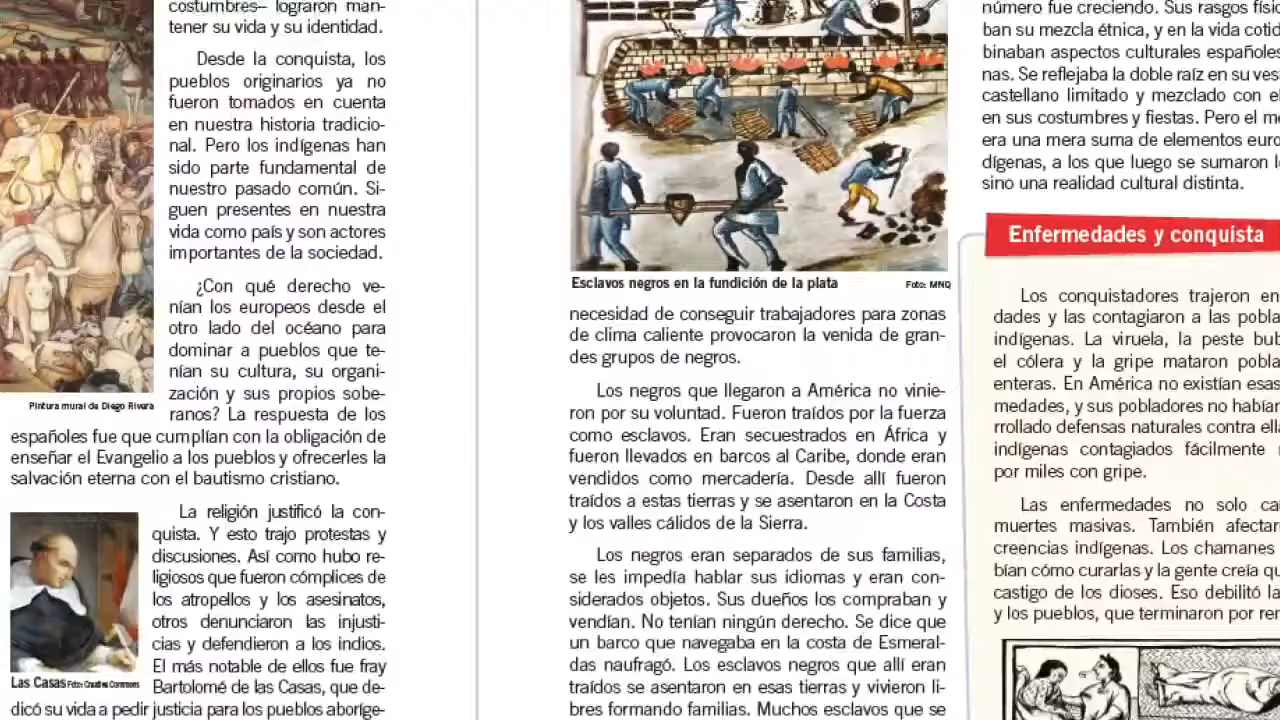 costumbres– lograron man-
tener su vida y su identidad.
Desde la conquista, los
pueblos originarios ya no
fueron tomados en cuenta
en nuestra historia tradicio-
nal. Pero los indígenas han
sido parte fundamental de
nuestro pasado común. Si-
guen presentes en nuestra
vida como país y son actores
importantes de la sociedad.
¿Con qué derecho ve-
nían los europeos desde el
otro lado del océano para
dominar a pueblos que te-
nían su cultura, su organi-
zación y sus propios sobe-
Pintura mural de Diego Rivera
ranos? La respuesta de los
españoles fue que cumplían con la obligación de
enseñar el Evangelio a los pueblos y ofrecerles la
salvación eterna con el bautismo cristiano.
La religión justificó la con-
quista. Y esto trajo protestas y
discusiones. Así como hubo re-
ligiosos que fueron cómplices de
los atropellos y los asesinatos,
otros denunciaron las injusti-
cias y defendieron a los indios.
El más notable de ellos fue fray
Las Casas Foto: Creative Commons
Bartolomé de las Casas, que de-
dicó su vida a pedir justicia para los pueblos aboríge-
Esclavos negros en la fundición de la plata
Foto: MNQ
necesidad de conseguir trabajadores para zonas
de clima caliente provocaron la venida de gran-
des grupos de negros.
Los negros que llegaron a América no vinie-
ron por su voluntad. Fueron traídos por la fuerza
como esclavos. Eran secuestrados en África y
fueron llevados en barcos al Caribe, donde eran
vendidos como mercadería. Desde allí fueron
traídos a estas tierras y se asentaron en la Costa
y los valles cálidos de la Sierra.
Los negros eran separados de sus familias,
se les impedía hablar sus idiomas y eran con-
siderados objetos. Sus dueños los compraban y
vendían. No tenían ningún derecho. Se dice que
un barco que navegaba en la costa de Esmeral-
das naufragó. Los esclavos negros que allí eran
traídos se asentaron en esas tierras y vivieron li-
bres formando familias. Muchos esclavos que se
número fue creciendo. Sus rasgos físic
ban su mezcla étnica, y en la vida cotid
binaban aspectos culturales españoles
nas. Se reflejaba la doble raíz en su ves
castellano limitado y mezclado con el
en sus costumbres y fiestas. Pero el me
era una mera suma de elementos euro
dígenas, a los que luego se sumaron l
sino una realidad cultural distinta.
Enfermedades y conquista
Los conquistadores trajeron en
dades y las contagiaron a las pobla
indígenas. La viruela, la peste bub
el cólera y la gripe mataron pobla
enteras. En América no existían esas
medades, y sus pobladores no habían
rrollado defensas naturales contra ella
indígenas contagiados fácilmente
por miles con gripe.
Las enfermedades no solo ca
muertes masivas. También afectar
creencias indígenas. Los chamanes
bían cómo curarlas y la gente creía qu
castigo de los dioses. Eso debilitó la
y los pueblos, que terminaron por ren